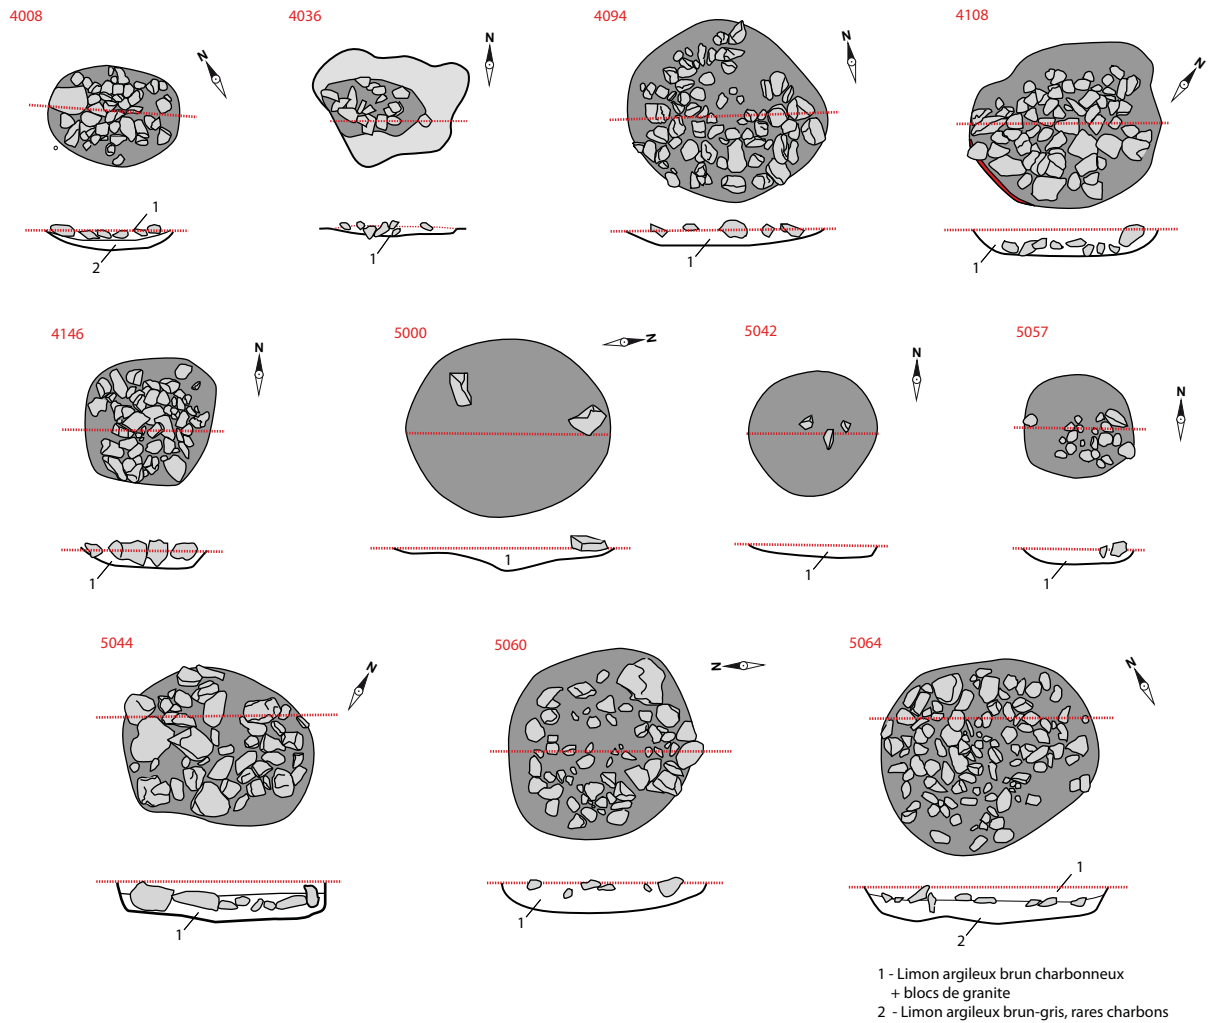 4008
4036
4094
4108
N
N
N
N
1
2
1
1
1
4146
5000
5042
5057
N
N
N
N
1
1
1
1
5044
5060
5064
N
N
N
1
1
1
2
1 - Limon argileux brun charbonneux
+ blocs de granite
2 - Limon argileux brun-gris, rares charbons